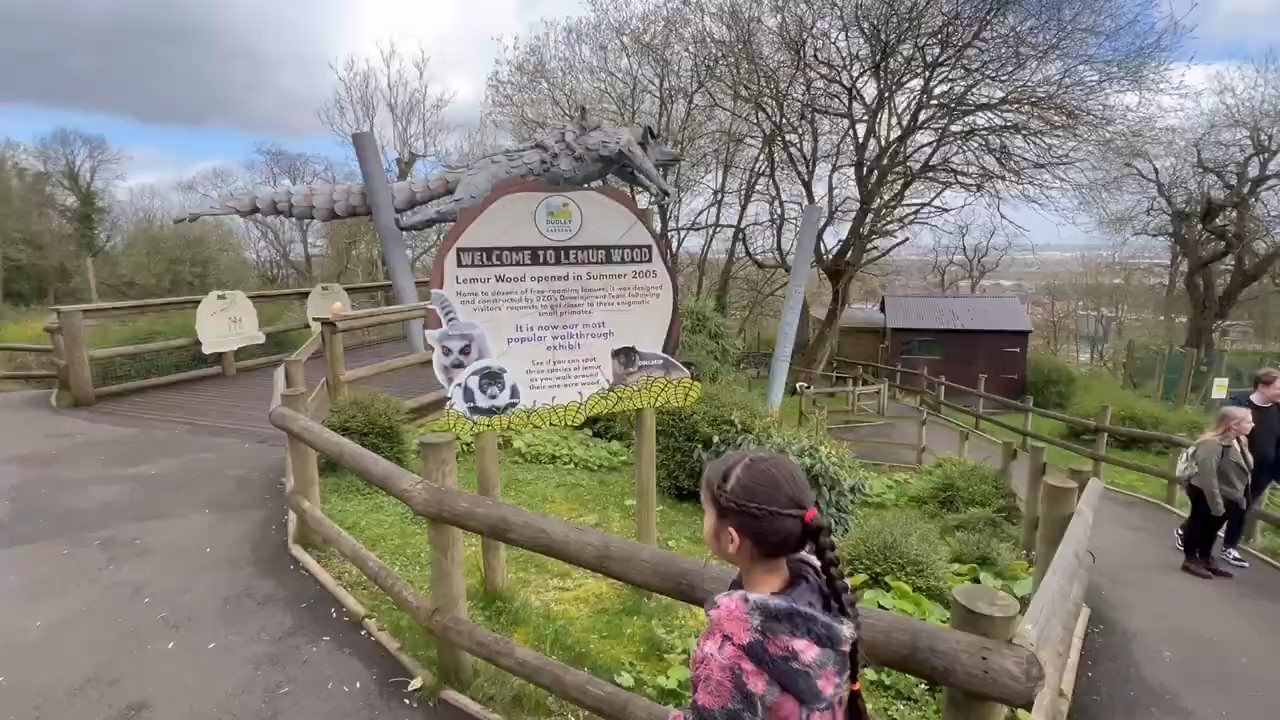 DUDLEY
GARDENS
WELCOME TO LEMUR WOOD
Lemur Wood opened in Summer 2005
Home to dozens of free-roaming lemurs, it was designed
and constructed by DZG's Development Team following
visitors' requests to get closer to these enigmatic
small primates.
It is now our most
popular walkthrough
exhibit
See if you can spot
three species of lemur
as you walk around
their one-acre wood
COLLARED